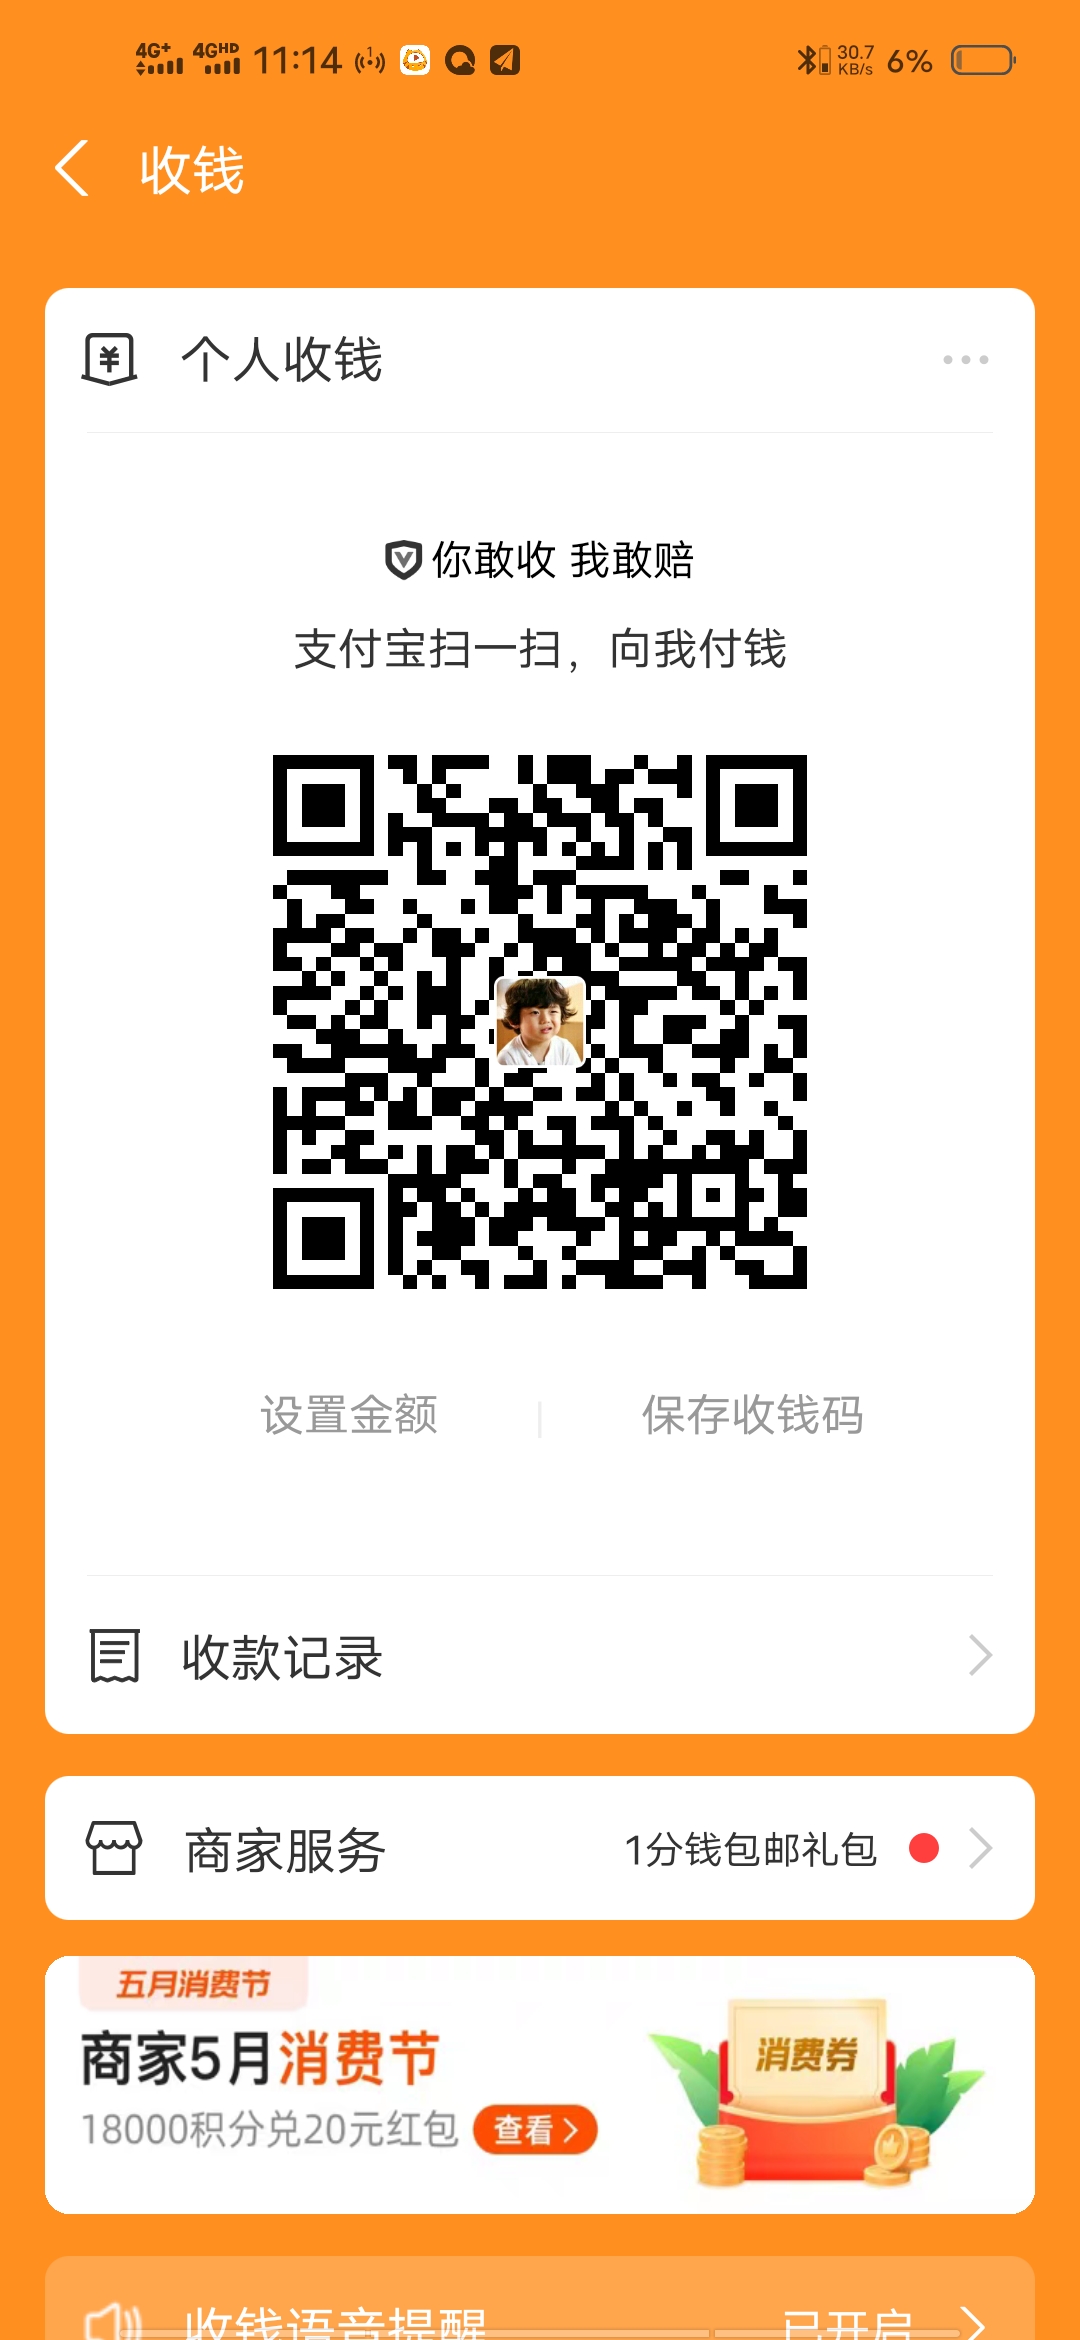 4G+ 4GHD 11:14 1 30.7 KB/s 6%
收钱
个人收钱
你敢收 我敢赔
支付宝扫一扫，向我付钱
设置金额 保存收钱码
收款记录
商家服务 1分钱包邮礼包
五月消费节
商家5月消费节
消费券
18000积分兑20元红包 查看
收钱语音提醒 已开启